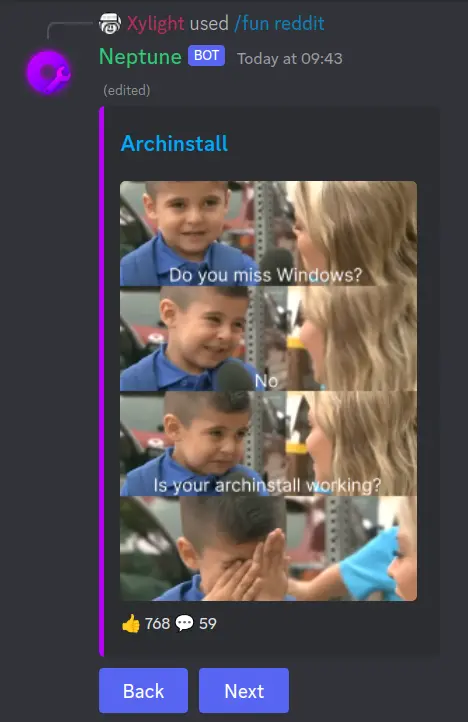 Xylight used /fun reddit
Neptune BOT Today at 09:43
(edited)
Archinstall
Do you miss Windows?
No
Is your archinstall working?
👍 768 💬 59
Back Next